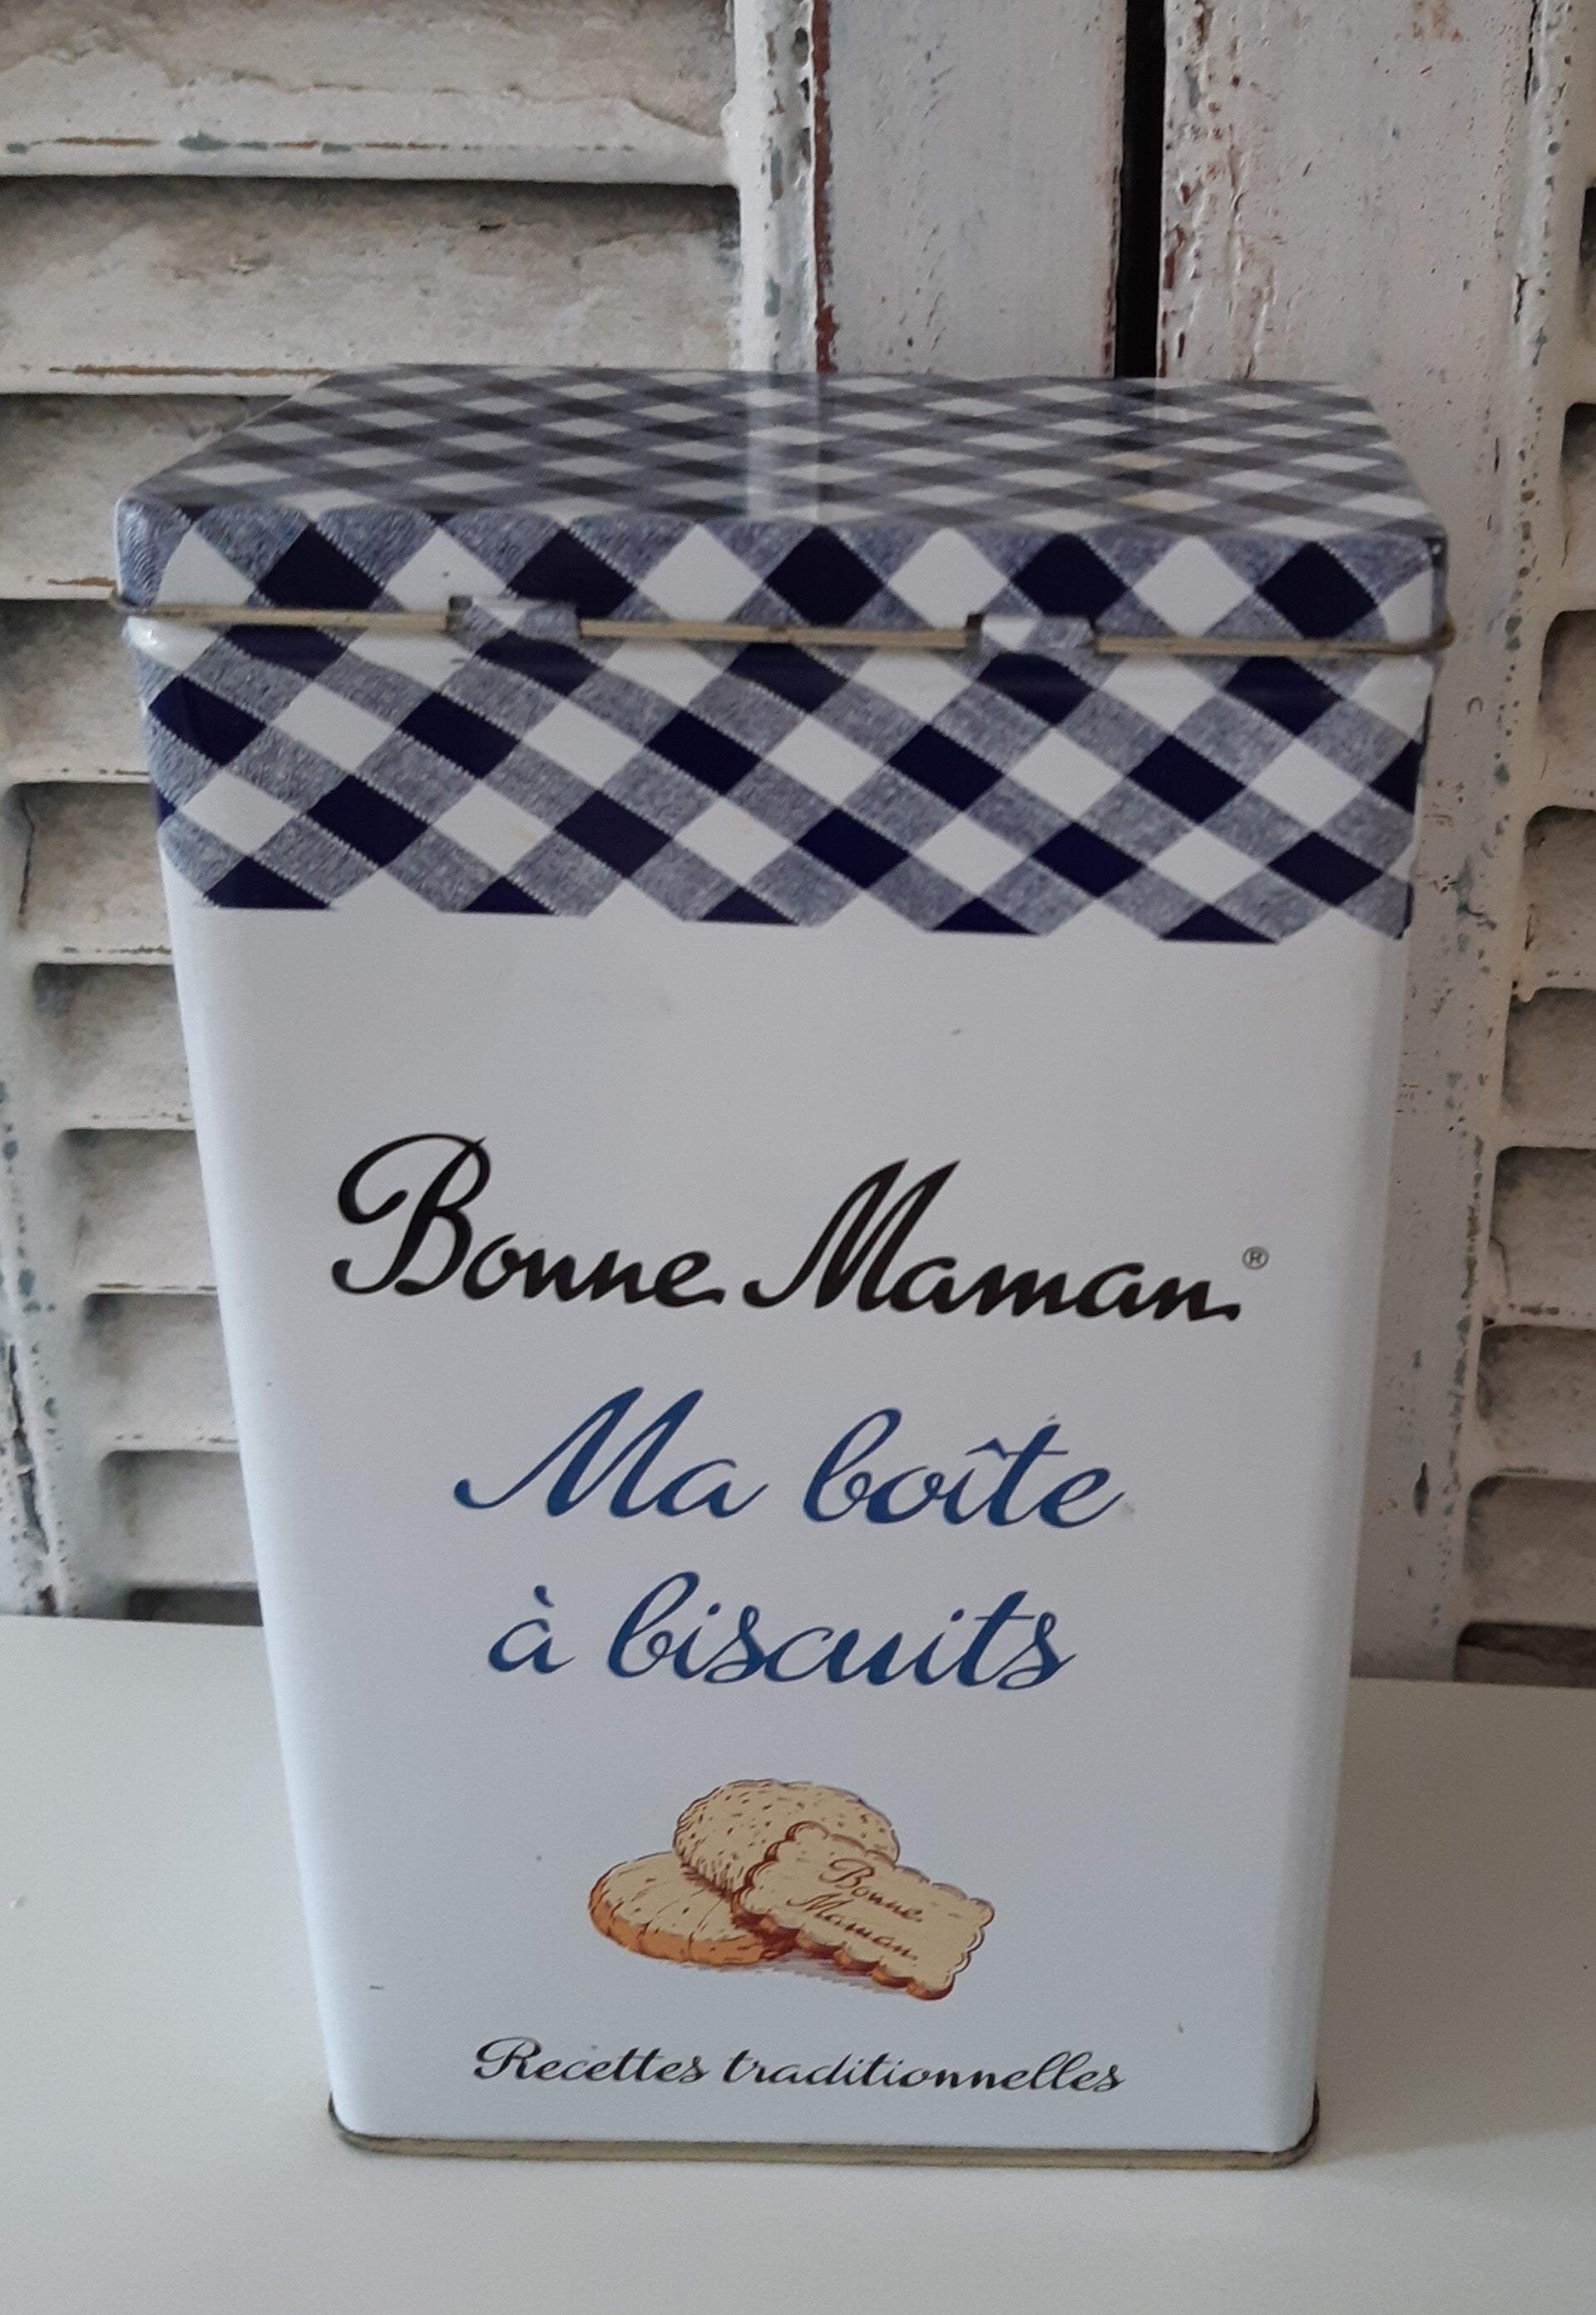 Bonne Maman®
Ma boîte
à biscuits
Bonne
Maman
Recettes traditionnelles